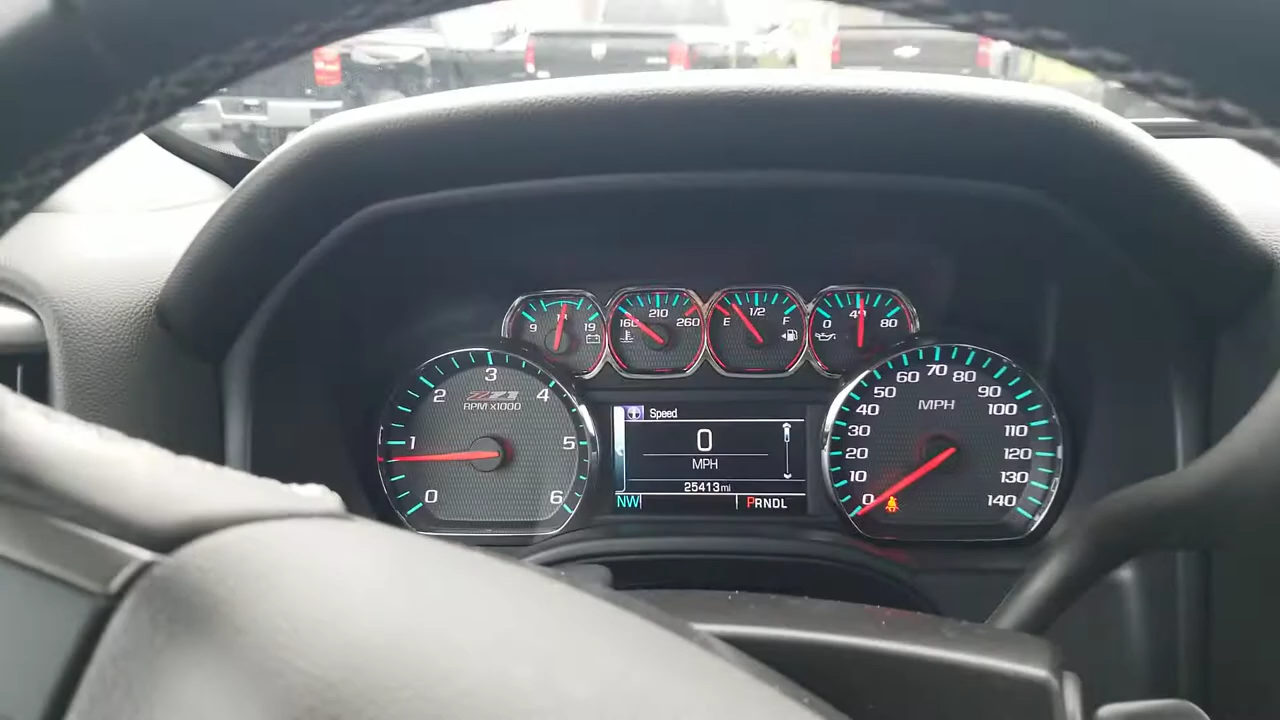 9 19
160 210 260
E 1/2 F
0 40 80
0 1 2 3 4 5 6
Z71
RPM x1000
Speed
0
MPH
25413 mi
NW
PRNDL
MPH
0 10 20 30 40 50 60 70 80 90 100 110 120 130 140